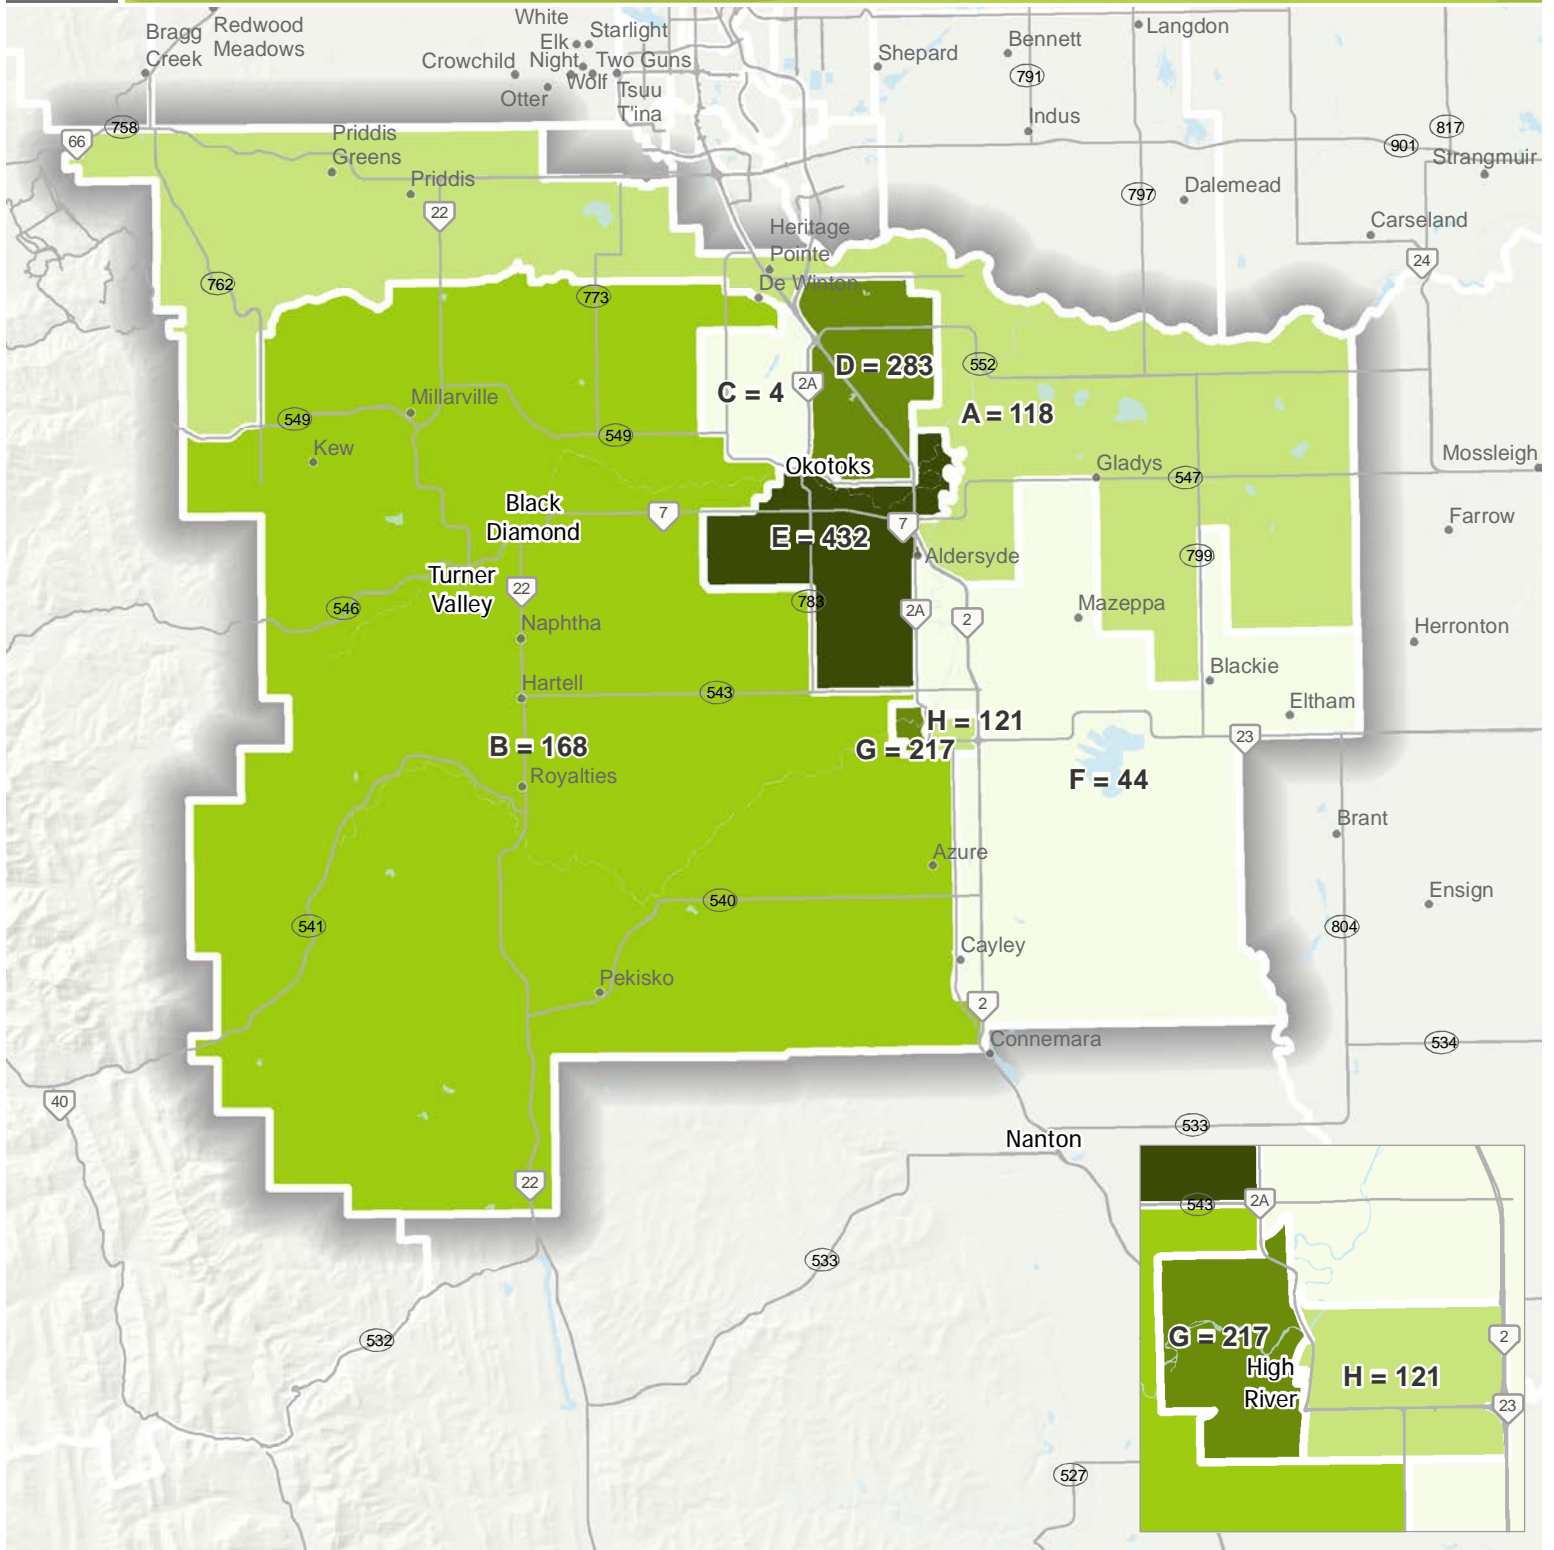 Bragg
Creek
Redwood
Meadows
White
Elk
Starlight
Crowchild
Night
Two Guns
Wolf
Otter
Tsuu
T'ina
Shepard
Bennett
Langdon
791
Indus
758
66
Priddis
Greens
Priddis
22
817
901
Strangmuir
797
Dalemead
Carseland
24
Heritage
Pointe
De Winton
762
773
D = 283
552
C = 4
2A
A = 118
Millarville
549
549
Kew
Okotoks
Gladys
547
Mossleigh
Black
Diamond
7
7
Farrow
E = 432
Aldersyde
799
Turner
Valley
22
546
783
2A
2
Mazeppa
Naphtha
Herronton
Hartell
543
Blackie
Eltham
H = 121
G = 217
B = 168
23
F = 44
Royalties
Brant
Azure
540
Ensign
541
804
Cayley
Pekisko
2
Connemara
534
40
533
Nanton
22
543
2A
533
532
G = 217
High
River
H = 121
2
23
527